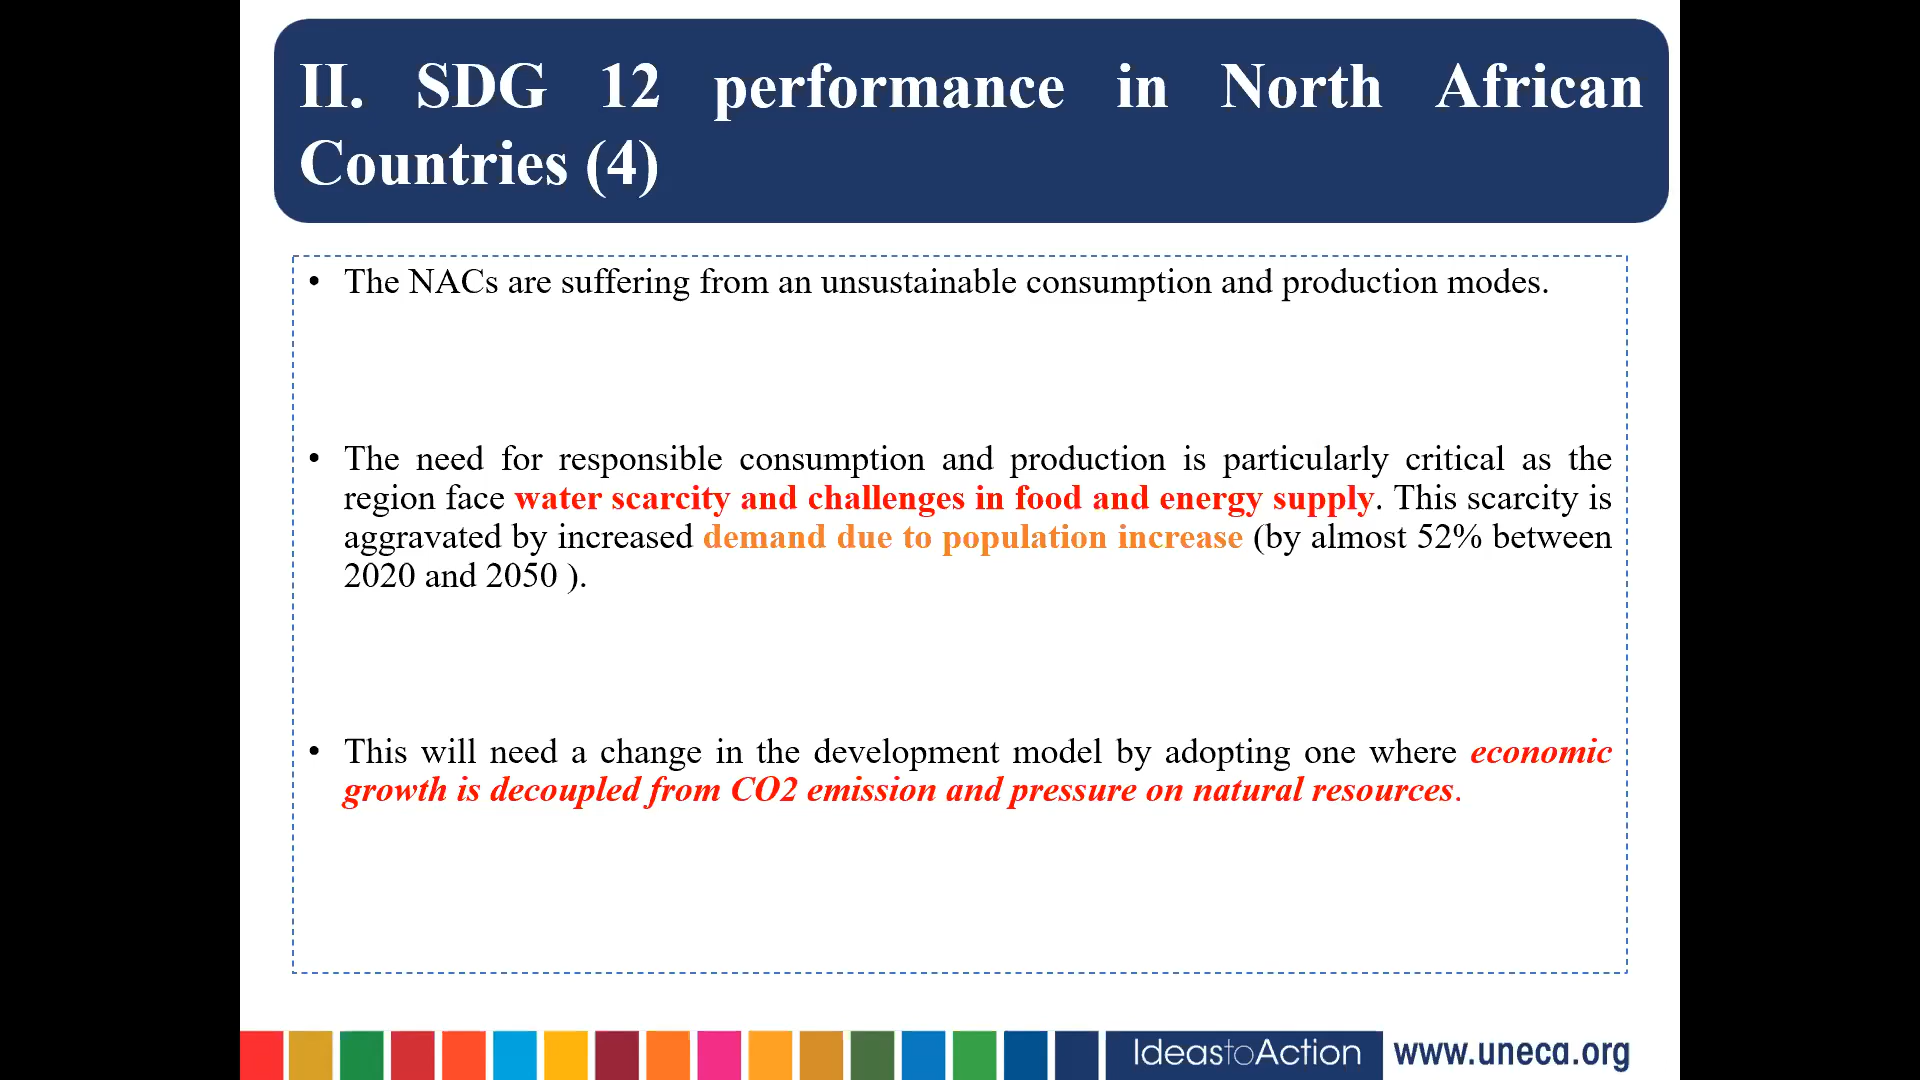 II. SDG 12 performance in North African
Countries (4)
• The NACs are suffering from an unsustainable consumption and production modes.
• The need for responsible consumption and production is particularly critical as the
region face water scarcity and challenges in food and energy supply. This scarcity is
aggravated by increased demand due to population increase (by almost 52% between
2020 and 2050 ).
• This will need a change in the development model by adopting one where economic
growth is decoupled from CO2 emission and pressure on natural resources.
IdeastoAction www.uneca.org